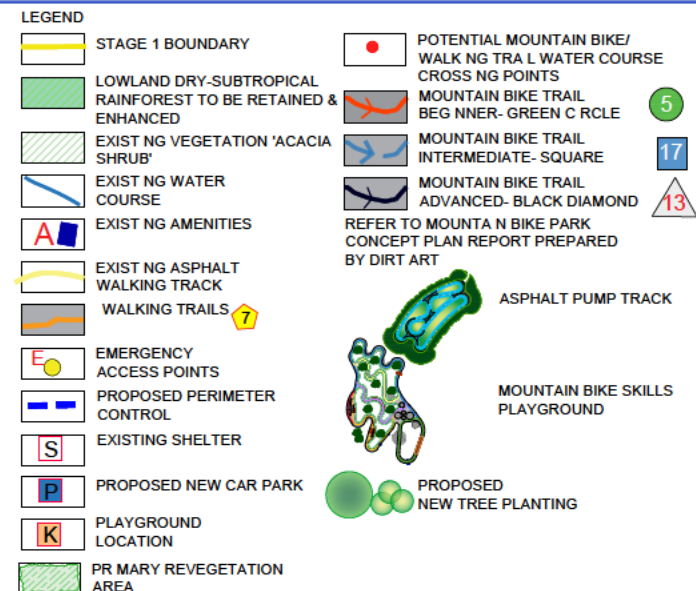 LEGEND
STAGE 1 BOUNDARY
LOWLAND DRY-SUBTROPICAL
RAINFOREST TO BE RETAINED &
ENHANCED
EXIST NG VEGETATION 'ACACIA
SHRUB'
EXIST NG WATER
COURSE
A
EXIST NG AMENITIES
EXIST NG ASPHALT
WALKING TRACK
WALKING TRAILS
7
E
EMERGENCY
ACCESS POINTS
PROPOSED PERIMETER
CONTROL
S
EXISTING SHELTER
P
PROPOSED NEW CAR PARK
K
PLAYGROUND
LOCATION
PR MARY REVEGETATION
AREA
POTENTIAL MOUNTAIN BIKE/
WALK NG TRA L WATER COURSE
CROSS NG POINTS
MOUNTAIN BIKE TRAIL
BEG NNER- GREEN C RCLE
5
MOUNTAIN BIKE TRAIL
INTERMEDIATE- SQUARE
17
MOUNTAIN BIKE TRAIL
ADVANCED- BLACK DIAMOND
13
REFER TO MOUNTA N BIKE PARK
CONCEPT PLAN REPORT PREPARED
BY DIRT ART
ASPHALT PUMP TRACK
MOUNTAIN BIKE SKILLS
PLAYGROUND
PROPOSED
NEW TREE PLANTING